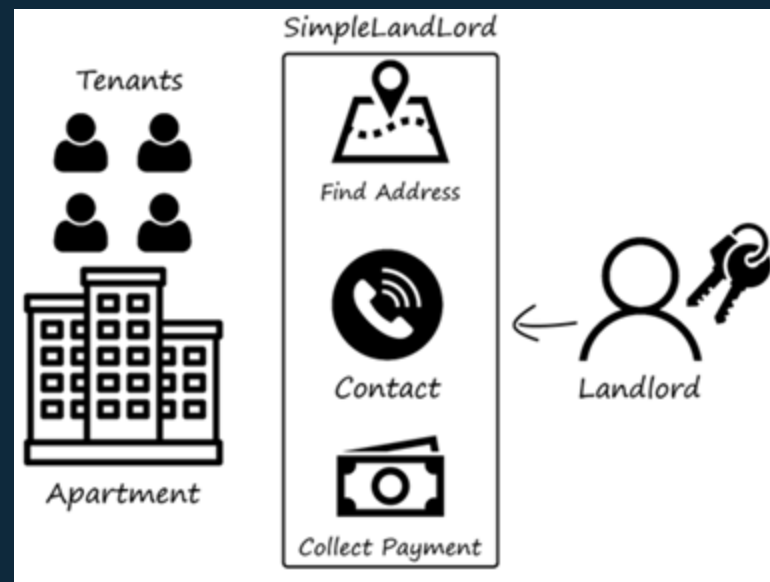 SimpleLandLord
Tenants
Find Address
Contact
Landlord
Apartment
Collect Payment